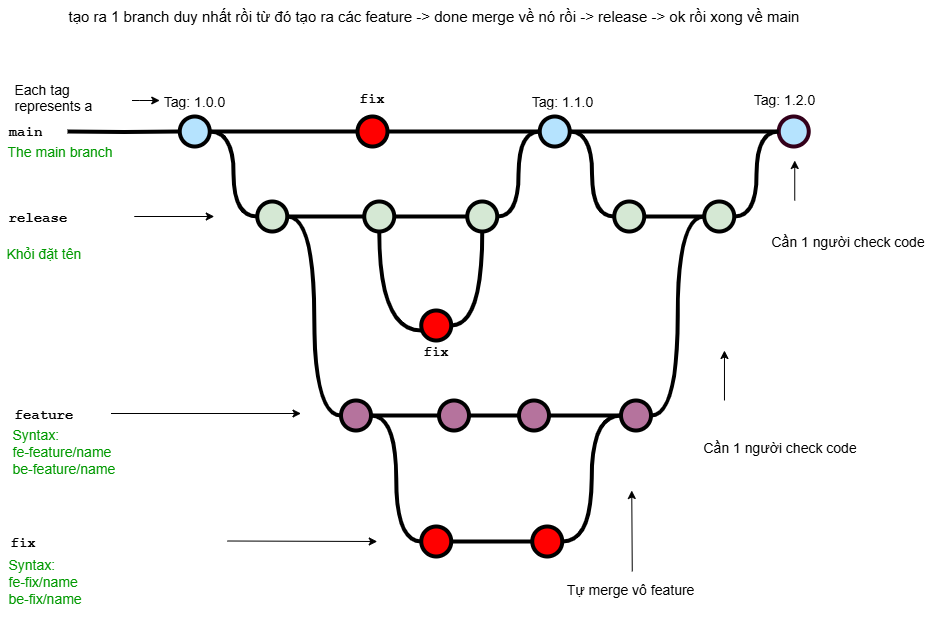 tạo ra 1 branch duy nhất rồi từ đó tạo ra các feature -> done merge về nó rồi -> release -> ok rồi xong về main
Each tag
represents a
Tag: 1.0.0
fix
Tag: 1.1.0
Tag: 1.2.0
main
The main branch
release
Khỏi đặt tên
Cần 1 người check code
fix
feature
Syntax:
fe-feature/name
be-feature/name
Cần 1 người check code
fix
Syntax:
fe-fix/name
be-fix/name
Tự merge vô feature